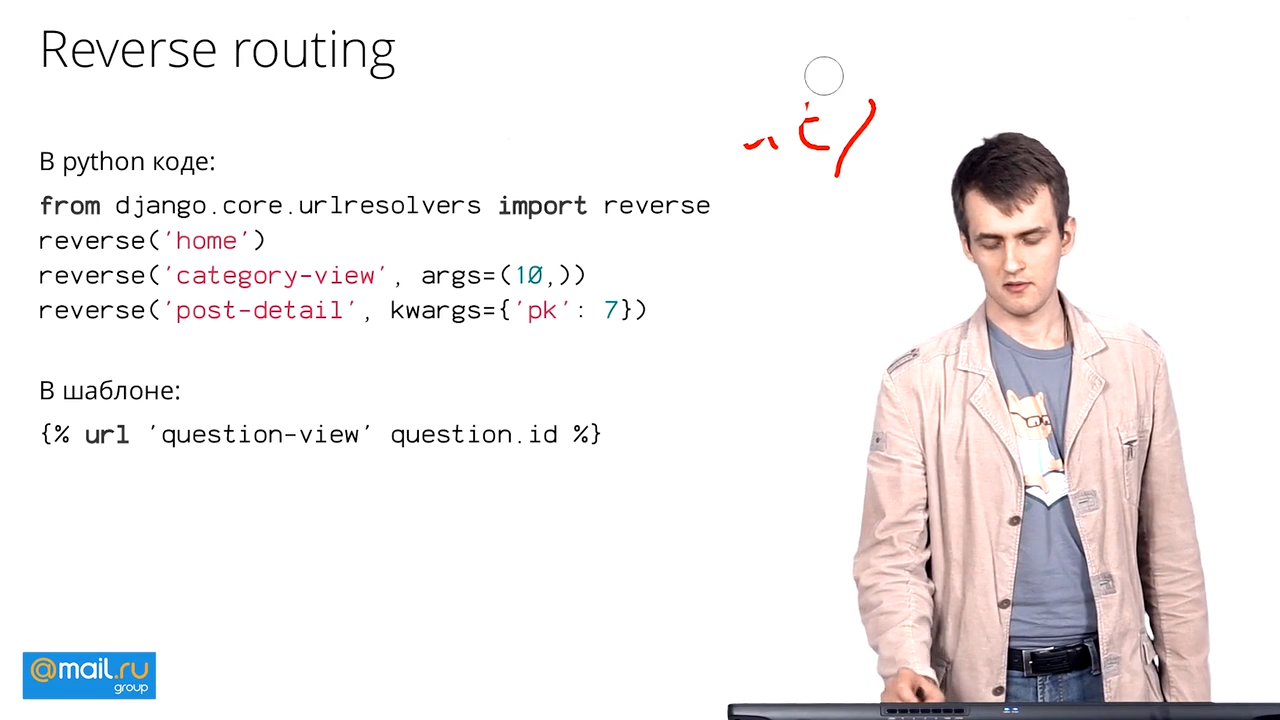 Reverse routing
В python коде:
from django.core.urlresolvers import reverse
reverse('home')
reverse('category-view', args=(10,))
reverse('post-detail', kwargs={'pk': 7})
В шаблоне:
{% url 'question-view' question.id %}
@mail.ru
group